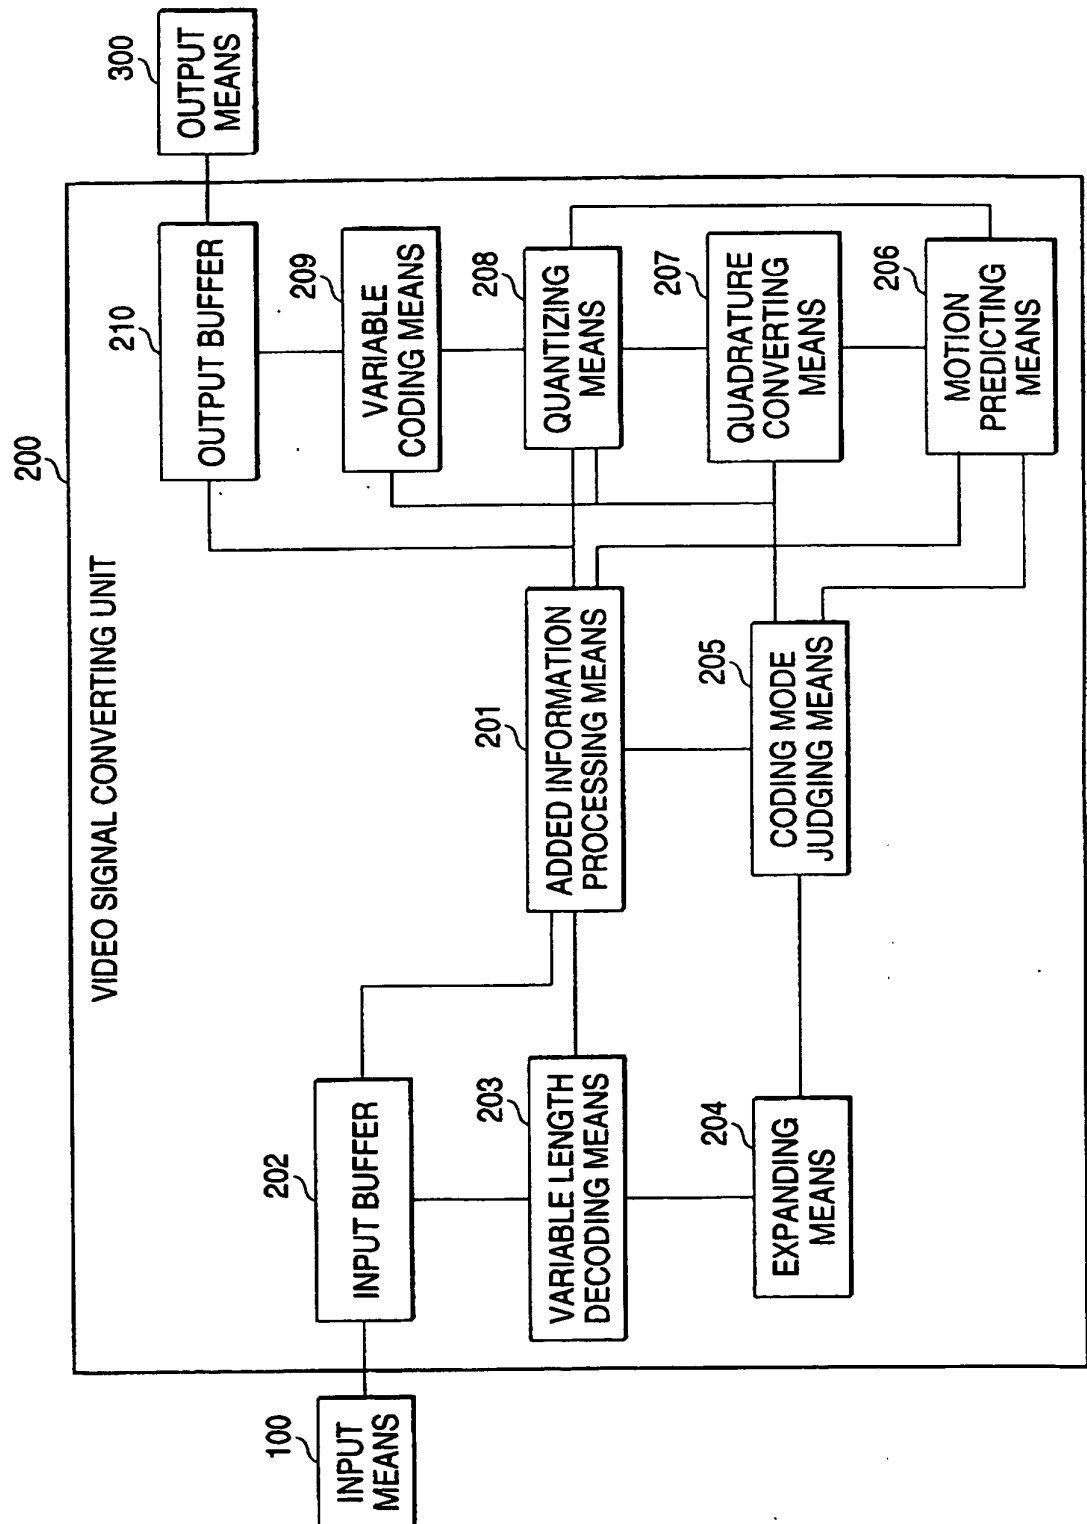 200
VIDEO SIGNAL CONVERTING UNIT
100
INPUT
MEANS
202
INPUT BUFFER
203
VARIABLE LENGTH
DECODING MEANS
204
EXPANDING
MEANS
201
ADDED INFORMATION
PROCESSING MEANS
205
CODING MODE
JUDGING MEANS
210
OUTPUT BUFFER
209
VARIABLE
CODING MEANS
208
QUANTIZING
MEANS
207
QUADRATURE
CONVERTING
MEANS
206
MOTION
PREDICTING
MEANS
300
OUTPUT
MEANS